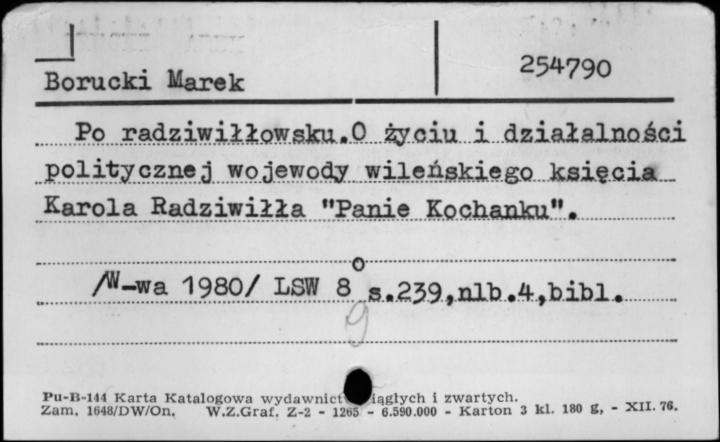 Borucki Marek
254790
Po radziwiłłowsku.O życiu i działalności
politycznej wojewody wileńskiego księcia
Karola Radziwiłła "Panie Kochanku".
/W-wa 1980/ LSW 8° s.239,nlb.4,bibl.
9
Pu-B-144 Karta Katalogowa wydawnict iągłych i zwartych.
Zam. 1648/DW/On. W.Z.Graf. Z-2 - 1265 - 6.590.000 - Karton 3 kl. 180 g, - XII. 76.